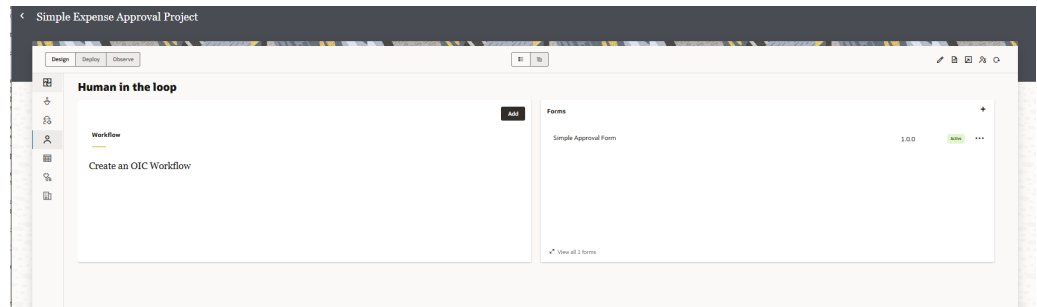 Simple Expense Approval Project
Design Deploy Observe
Human in the loop
Add
Workflow
Create an OIC Workflow
Forms
Simple Approval Form 1.0.0 Active
View all 1 forms